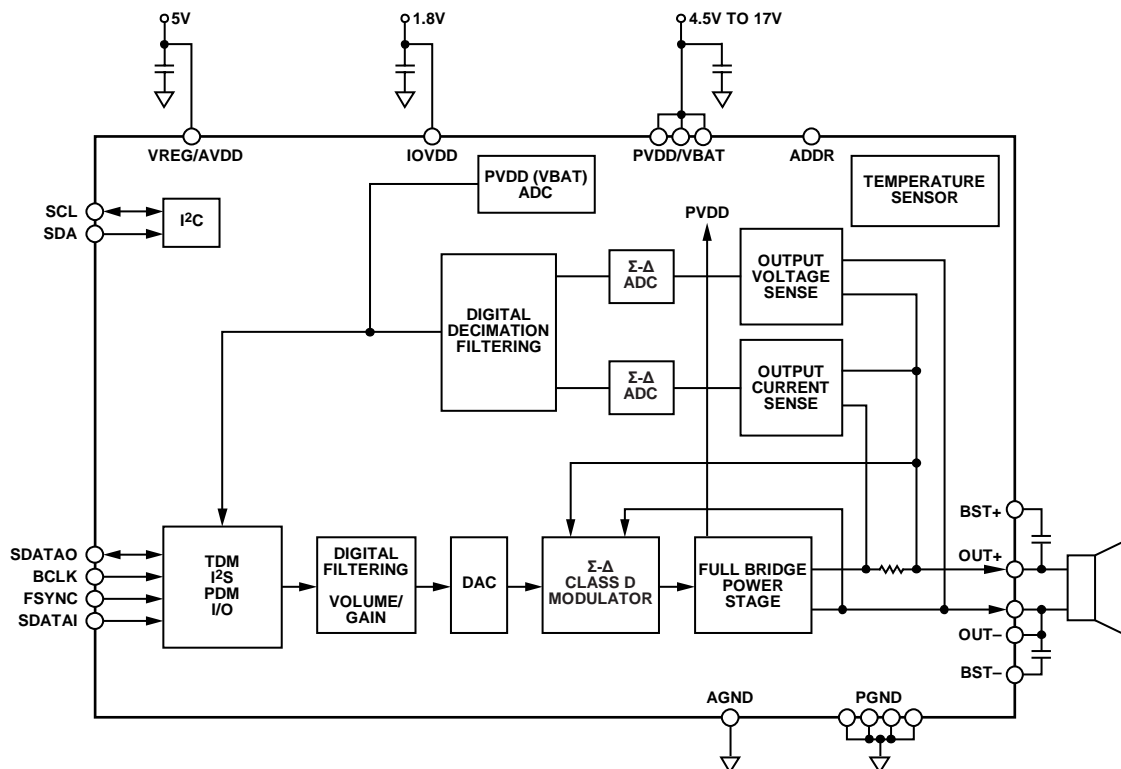 5V
1.8V
4.5V TO 17V
VREG/AVDD
IOVDD
PVDD/VBAT
ADDR
PVDD (VBAT)
ADC
TEMPERATURE
SENSOR
SCL
SDA
I²C
PVDD
Σ-Δ
ADC
OUTPUT
VOLTAGE
SENSE
DIGITAL
DECIMATION
FILTERING
Σ-Δ
ADC
OUTPUT
CURRENT
SENSE
BST+
OUT+
SDATAO
BCLK
FSYNC
SDATAI
TDM
I²S
PDM
I/O
DIGITAL
FILTERING
VOLUME/
GAIN
DAC
Σ-Δ
CLASS D
MODULATOR
FULL BRIDGE
POWER
STAGE
OUT–
BST–
AGND
PGND